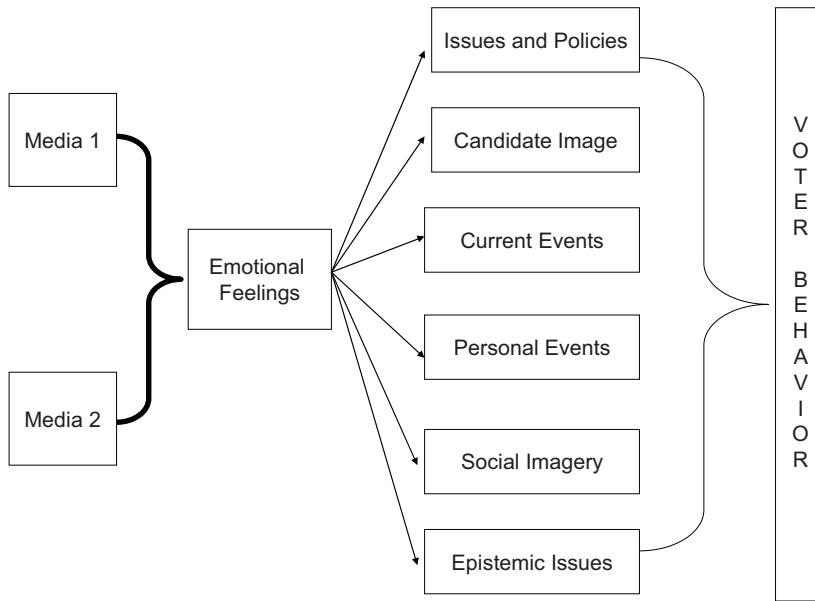 Media 1
Media 2
Emotional
Feelings
Issues and Policies
Candidate Image
Current Events
Personal Events
Social Imagery
Epistemic Issues
V
O
T
E
R
B
E
H
A
V
I
O
R